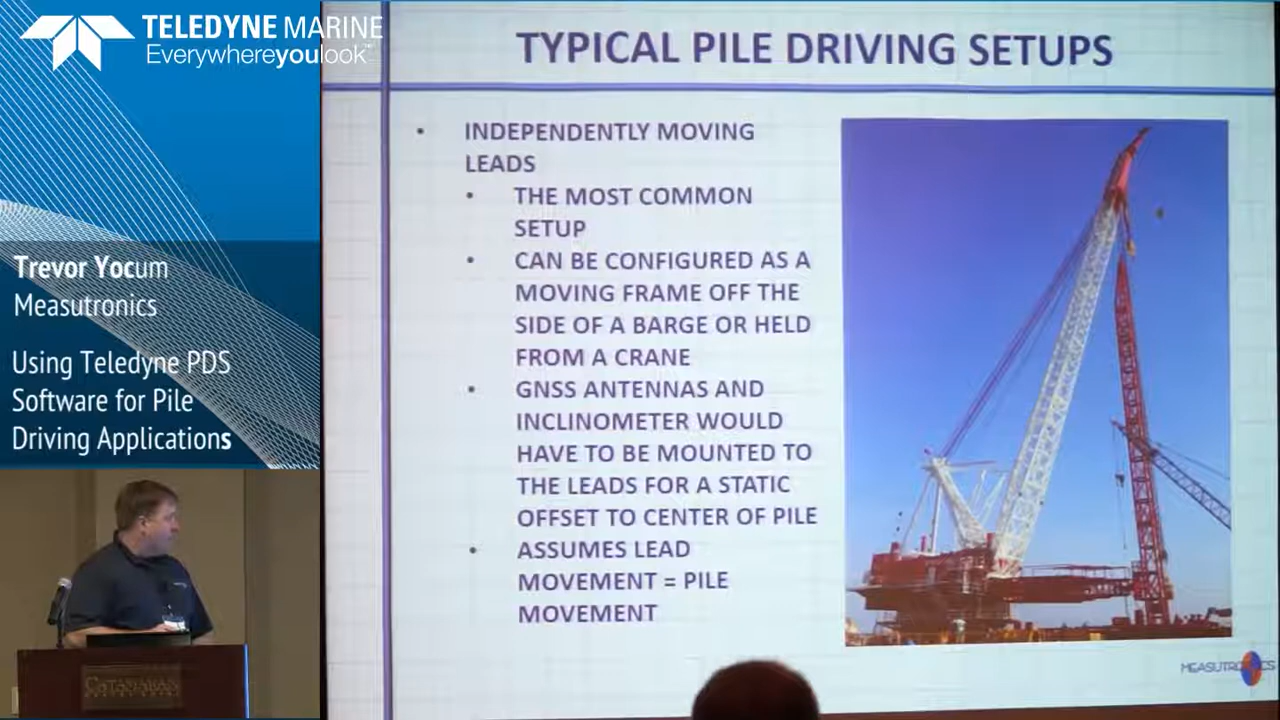 TELEDYNE MARINE
Everywhereyoulook
Trevor Yocum
Measutronics
Using Teledyne PDS
Software for Pile
Driving Applications
TYPICAL PILE DRIVING SETUPS
• INDEPENDENTLY MOVING
LEADS
• THE MOST COMMON
SETUP
• CAN BE CONFIGURED AS A
MOVING FRAME OFF THE
SIDE OF A BARGE OR HELD
FROM A CRANE
• GNSS ANTENNAS AND
INCLINOMETER WOULD
HAVE TO BE MOUNTED TO
THE LEADS FOR A STATIC
OFFSET TO CENTER OF PILE
• ASSUMES LEAD
MOVEMENT = PILE
MOVEMENT
MEASUTRONICS